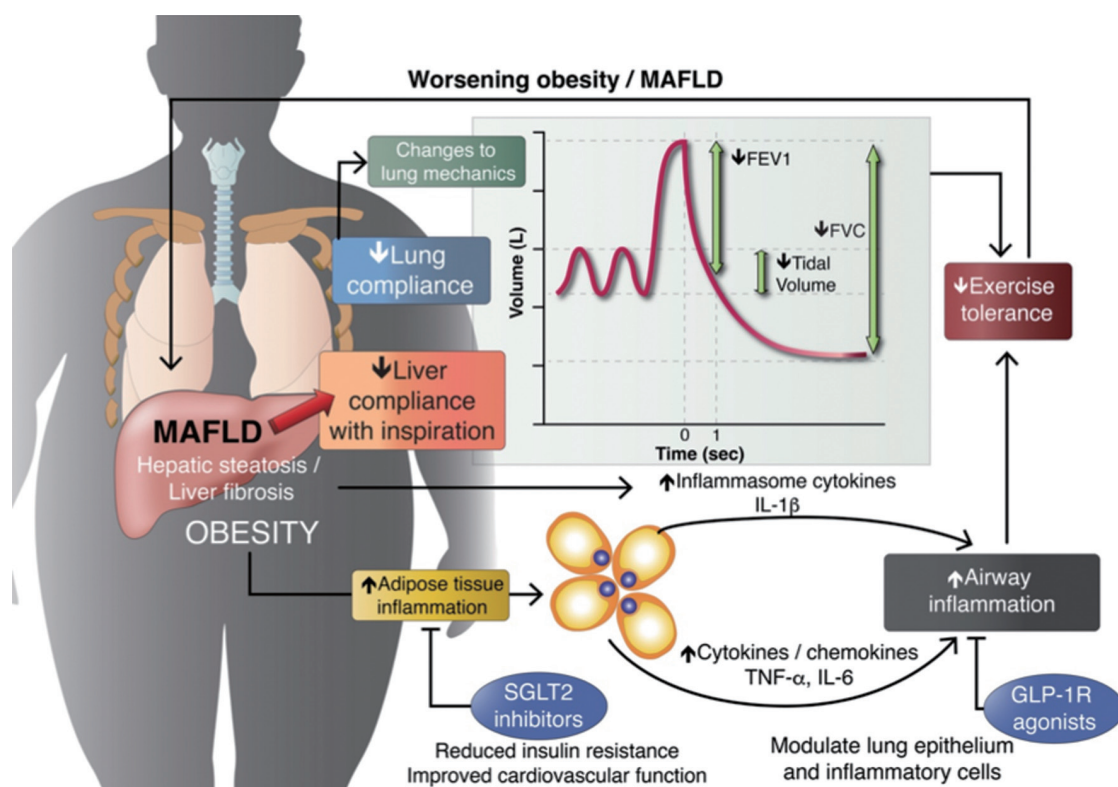 Worsening obesity / MAFLD
Changes to
lung mechanics
↓Lung
compliance
↓Liver
compliance
with inspiration
MAFLD
Hepatic steatosis /
Liver fibrosis
OBESITY
Volume (L)
↓FEV1
↓FVC
↓Tidal
Volume
0 1
Time (sec)
↓Exercise
tolerance
↑Inflammasome cytokines
IL-1β
↑Adipose tissue
inflammation
↑Airway
inflammation
↑Cytokines / chemokines
TNF-α, IL-6
SGLT2
inhibitors
Reduced insulin resistance
Improved cardiovascular function
GLP-1R
agonists
Modulate lung epithelium
and inflammatory cells